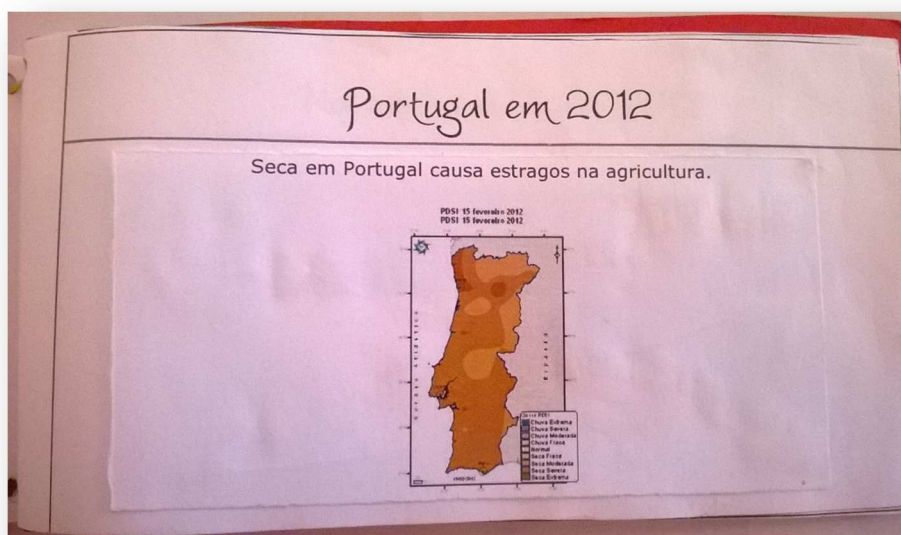 Portugal em 2012
Seca em Portugal causa estragos na agricultura.
PDSI 15 fevereiro 2012
PDSI 15 fevereiro 2012
Chuva Extrema
Chuva Severa
Chuva Moderada
Chuva Fraca
Normal
Seca Fraca
Seca Moderada
Seca Severa
Seca Extrema